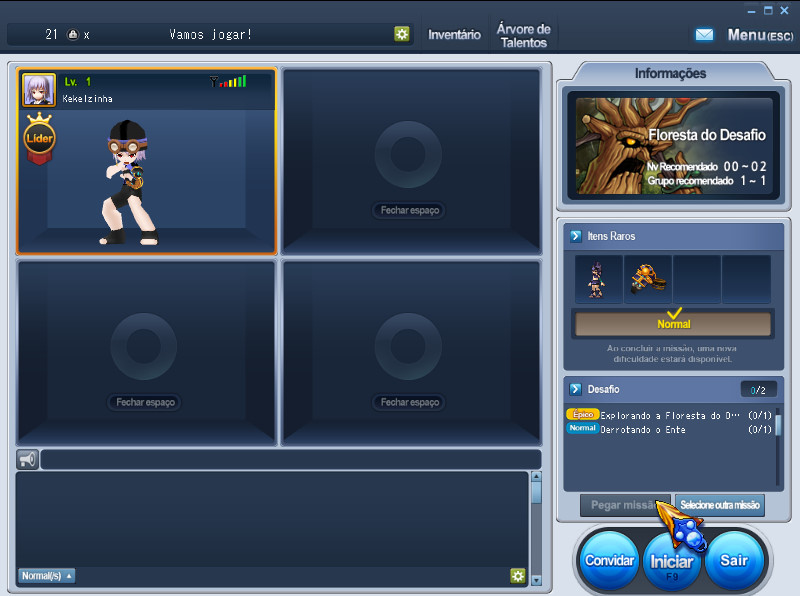 21 x
Vamos jogar!
Inventário
Árvore de
Talentos
Menu(ESC)
Lv. 1
Kekelzinha
Líder
Fechar espaço
Fechar espaço
Fechar espaço
Normal/s)
Informações
Floresta do Desafio
Nv Recomendado 00 ~ 02
Grupo recomendado 1 ~ 1
Itens Raros
Normal
Ao concluir a missão, uma nova
dificuldade estará disponível.
Desafio 0/2
Épico Explorando a Floresta do D··· (0/1)
Normal Derrotando o Ente (0/1)
Pegar missão
Selecione outra missão
Convidar
Iniciar
F9
Sair